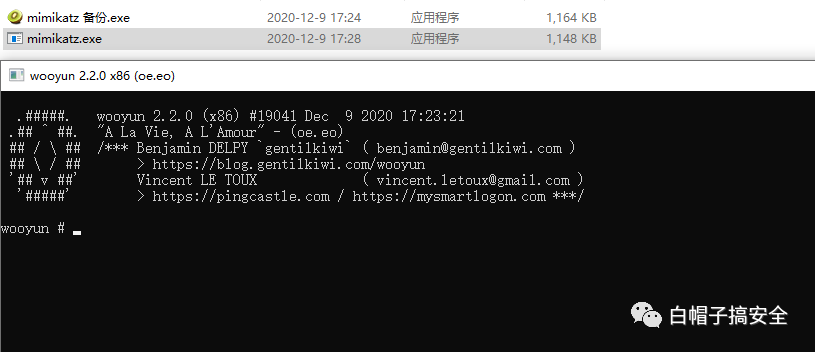 mimikatz 备份.exe 2020-12-9 17:24 应用程序 1,164 KB
mimikatz.exe 2020-12-9 17:28 应用程序 1,148 KB
wooyun 2.2.0 x86 (oe.eo)
.#####. wooyun 2.2.0 (x86) #19041 Dec 9 2020 17:23:21
.## ^ ##. "A La Vie, A L'Amour" - (oe.eo)
## / \ ## /*** Benjamin DELPY `gentilkiwi` ( benjamin@gentilkiwi.com )
## \ / ## > https://blog.gentilkiwi.com/wooyun
'## v ##' Vincent LE TOUX ( vincent.letoux@gmail.com )
'#####' > https://pingcastle.com / https://mysmartlogon.com ***/
wooyun #
白帽子搞安全